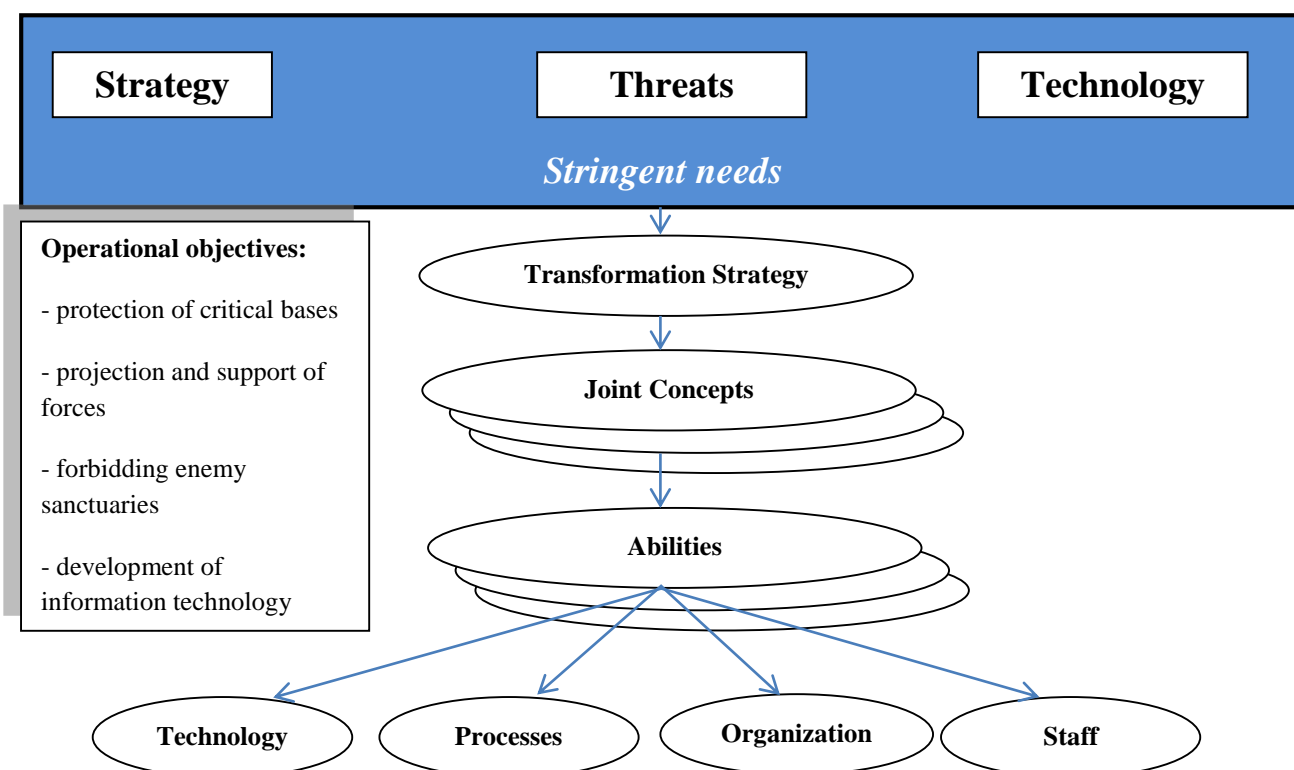 Strategy
Threats
Technology
Stringent needs
Operational objectives:
- protection of critical bases
- projection and support of
forces
- forbidding enemy
sanctuaries
- development of
information technology
Transformation Strategy
Joint Concepts
Abilities
Technology
Processes
Organization
Staff